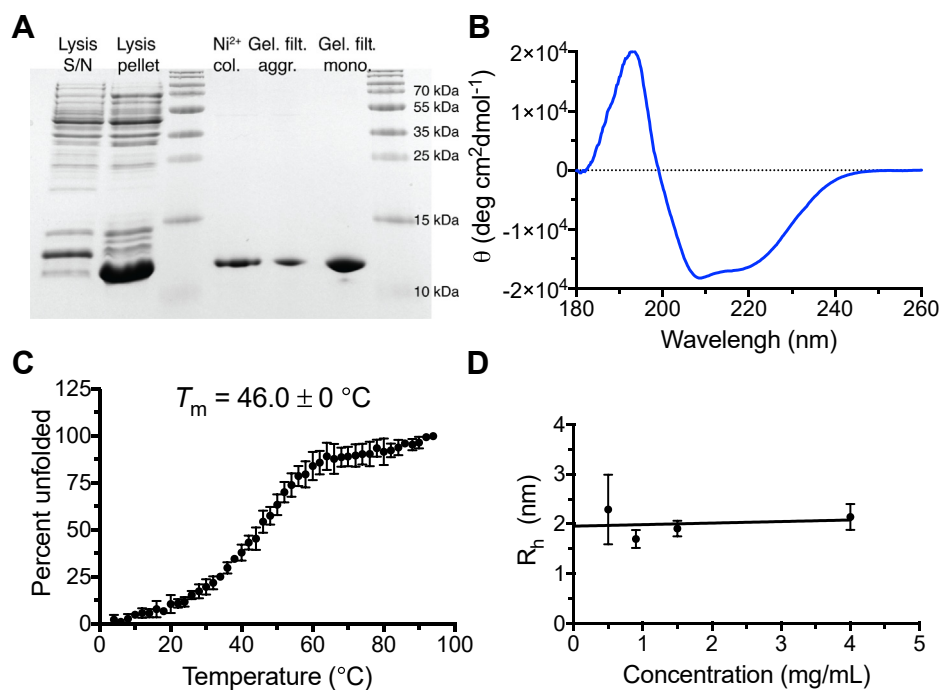 A
Lysis S/N
Lysis pellet
Ni²⁺ col.
Gel. filt. aggr.
Gel. filt. mono.
70 kDa
55 kDa
35 kDa
25 kDa
15 kDa
10 kDa
B
2×10⁴
1×10⁴
0
-1×10⁴
-2×10⁴
θ (deg cm²dmol⁻¹)
180
200
220
240
260
Wavelengh (nm)
C
Tm = 46.0 ± 0 °C
125
100
75
50
25
0
Percent unfolded
0
20
40
60
80
100
Temperature (°C)
D
4
3
2
1
0
Rh (nm)
0
1
2
3
4
5
Concentration (mg/mL)